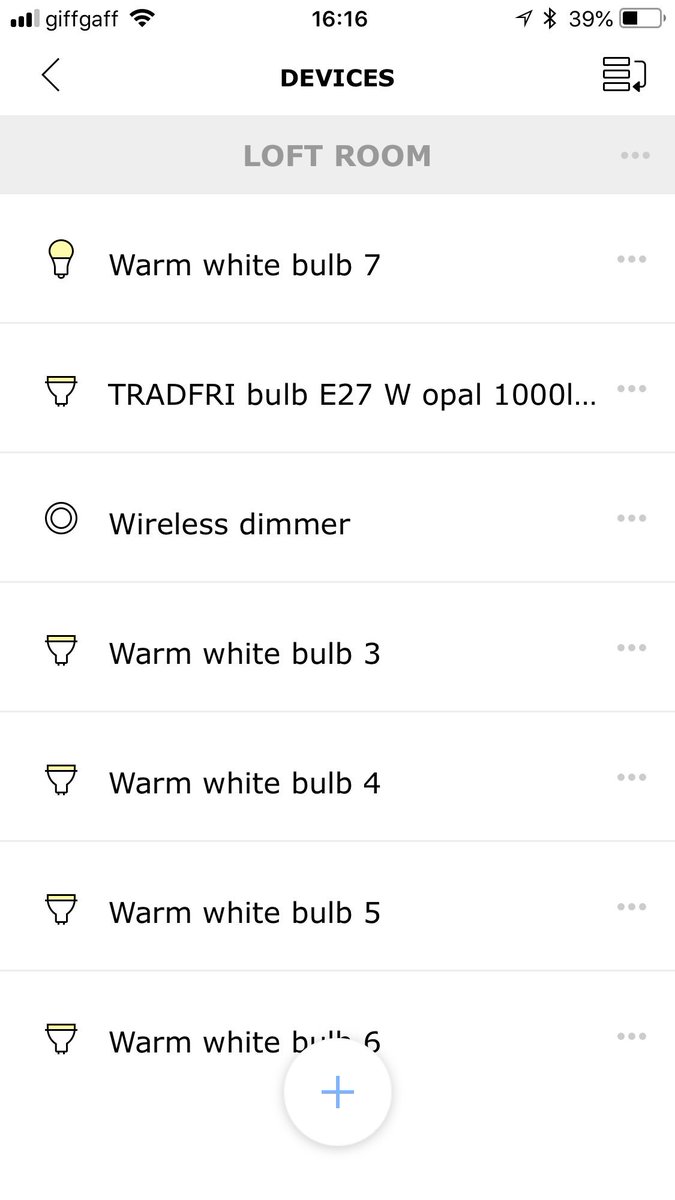 giffgaff 16:16 39%
DEVICES
LOFT ROOM
Warm white bulb 7
TRADFRI bulb E27 W opal 1000l...
Wireless dimmer
Warm white bulb 3
Warm white bulb 4
Warm white bulb 5
Warm white bulb 6